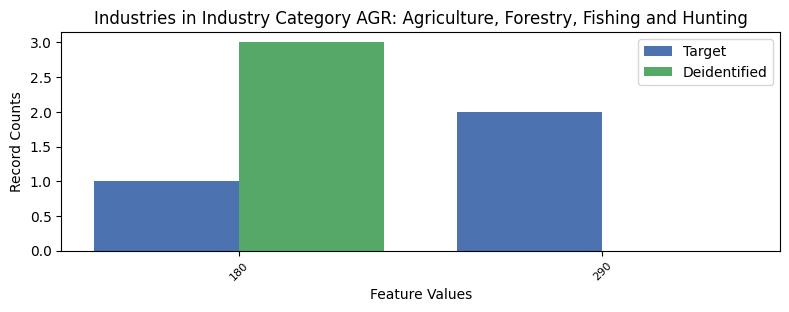 Industries in Industry Category AGR: Agriculture, Forestry, Fishing and Hunting
Target
Deidentified
Record Counts
3.0
2.5
2.0
1.5
1.0
0.5
0.0
180
290
Feature Values